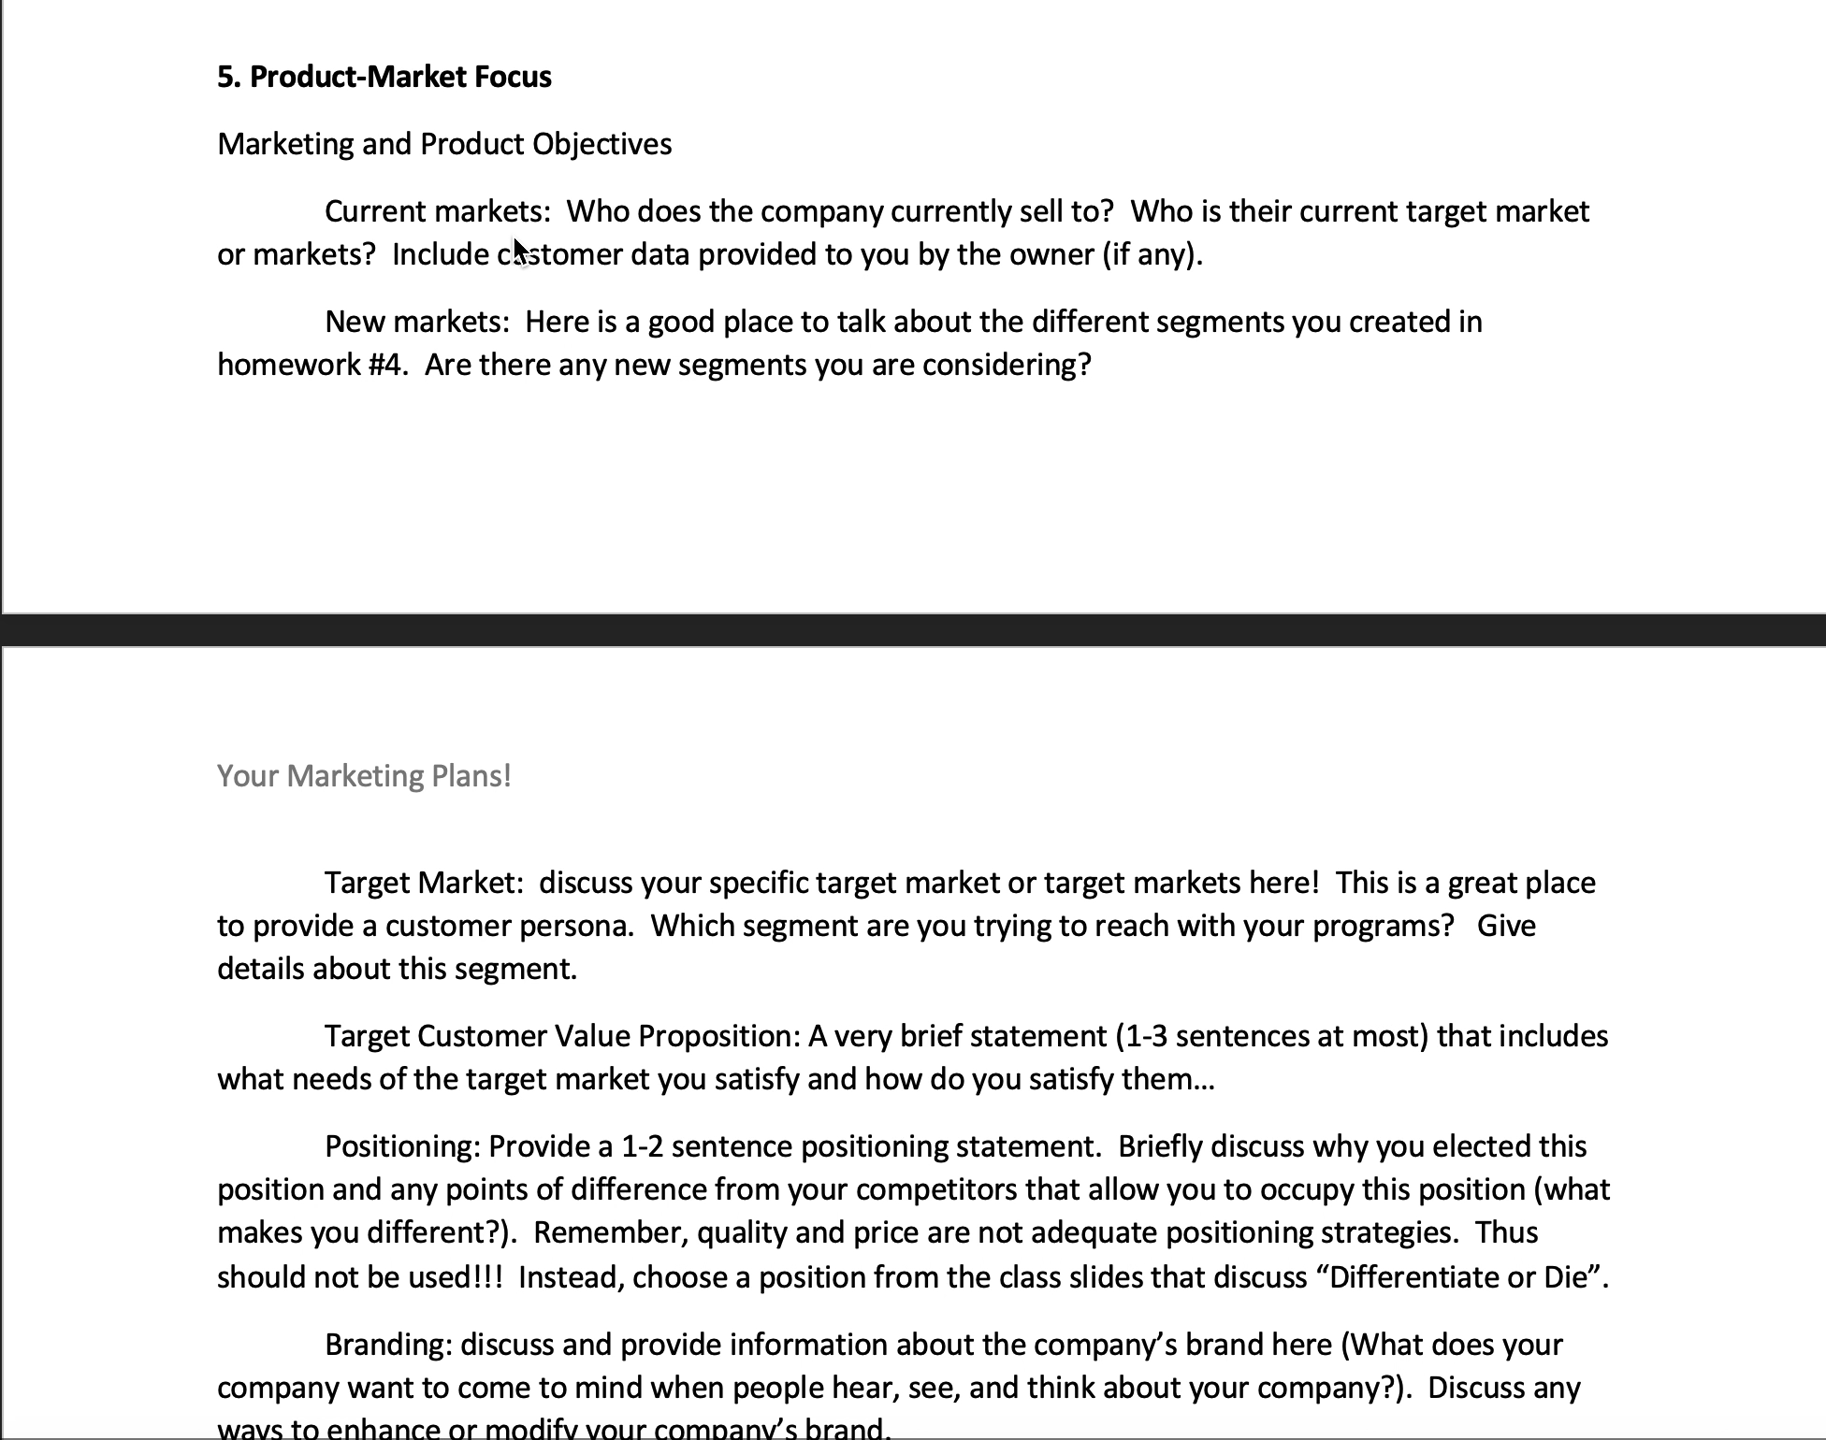 5. Product-Market Focus
Marketing and Product Objectives
Current markets:  Who does the company currently sell to?  Who is their current target market
or markets?  Include customer data provided to you by the owner (if any).
New markets:  Here is a good place to talk about the different segments you created in
homework #4.  Are there any new segments you are considering?
Your Marketing Plans!
Target Market:  discuss your specific target market or target markets here!  This is a great place
to provide a customer persona.  Which segment are you trying to reach with your programs?   Give
details about this segment.
Target Customer Value Proposition: A very brief statement (1-3 sentences at most) that includes
what needs of the target market you satisfy and how do you satisfy them…
Positioning: Provide a 1-2 sentence positioning statement.  Briefly discuss why you elected this
position and any points of difference from your competitors that allow you to occupy this position (what
makes you different?).  Remember, quality and price are not adequate positioning strategies.  Thus
should not be used!!!  Instead, choose a position from the class slides that discuss “Differentiate or Die”.
Branding: discuss and provide information about the company’s brand here (What does your
company want to come to mind when people hear, see, and think about your company?).  Discuss any
ways to enhance or modify your company’s brand.